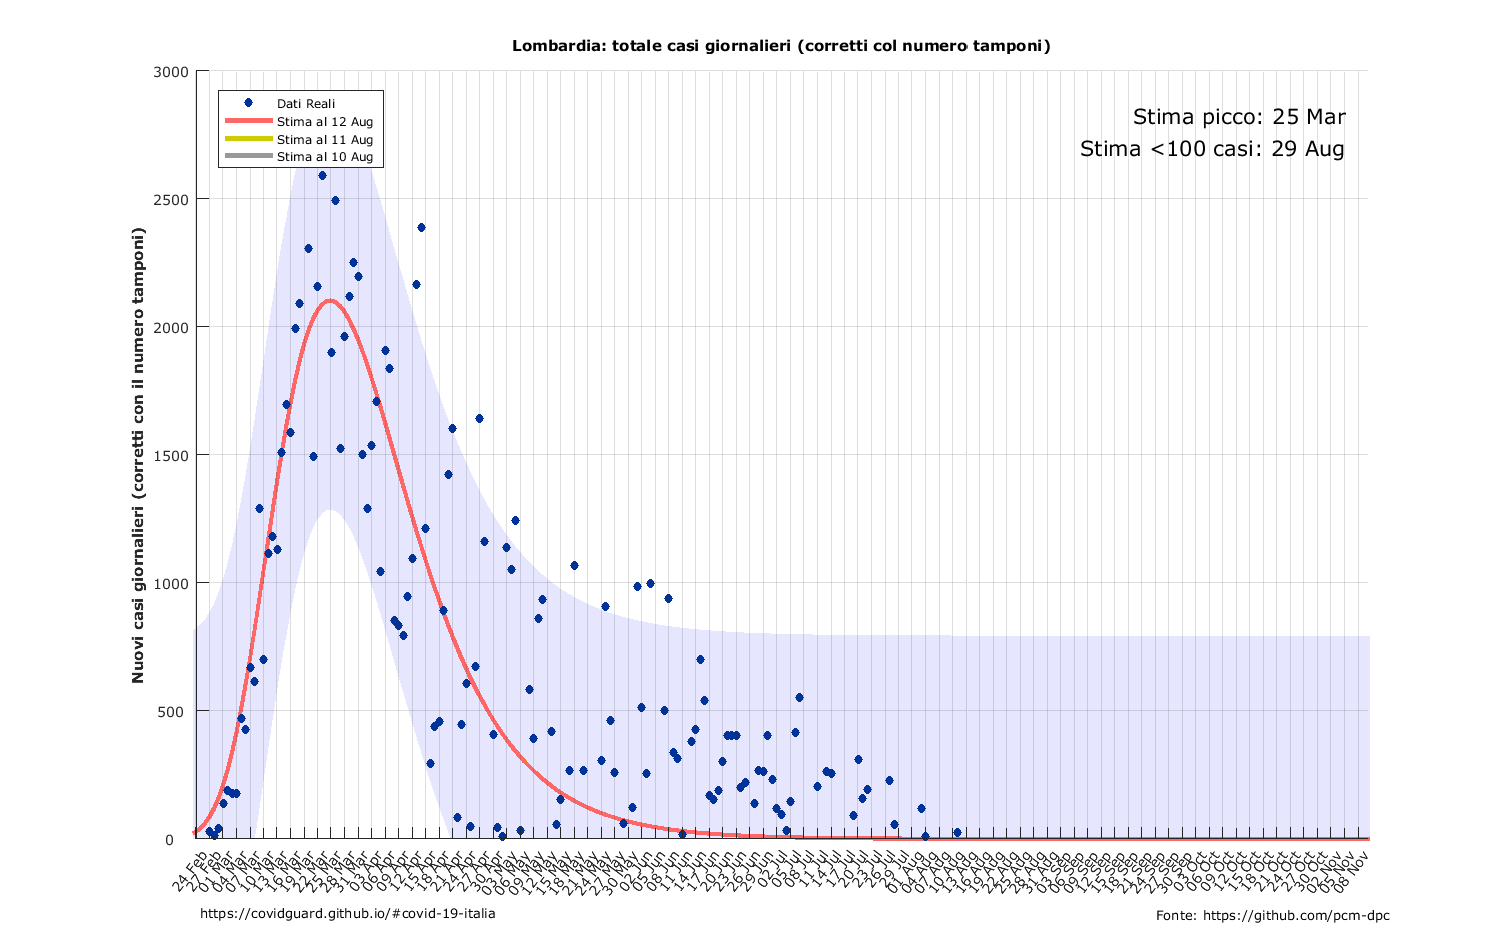 Lombardia: totale casi giornalieri (corretti col numero tamponi)
3000
2500
2000
1500
1000
500
0
Nuovi casi giornalieri (corretti con il numero tamponi)
Dati Reali
Stima al 12 Aug
Stima al 11 Aug
Stima al 10 Aug
Stima picco: 25 Mar
Stima <100 casi: 29 Aug
24 Feb
27 Feb
01 Mar
04 Mar
07 Mar
10 Mar
13 Mar
16 Mar
19 Mar
22 Mar
25 Mar
28 Mar
31 Mar
03 Apr
06 Apr
09 Apr
12 Apr
15 Apr
18 Apr
21 Apr
24 Apr
27 Apr
30 Apr
03 May
06 May
09 May
12 May
15 May
18 May
21 May
24 May
27 May
30 May
02 Jun
05 Jun
08 Jun
11 Jun
14 Jun
17 Jun
20 Jun
23 Jun
26 Jun
29 Jun
02 Jul
05 Jul
08 Jul
11 Jul
14 Jul
17 Jul
20 Jul
23 Jul
26 Jul
29 Jul
01 Aug
04 Aug
07 Aug
10 Aug
13 Aug
16 Aug
19 Aug
22 Aug
25 Aug
28 Aug
31 Aug
03 Sep
06 Sep
09 Sep
12 Sep
15 Sep
18 Sep
21 Sep
24 Sep
27 Sep
30 Sep
03 Oct
06 Oct
09 Oct
12 Oct
15 Oct
18 Oct
21 Oct
24 Oct
27 Oct
30 Oct
02 Nov
05 Nov
08 Nov
https://covidguard.github.io/#covid-19-italia
Fonte: https://github.com/pcm-dpc